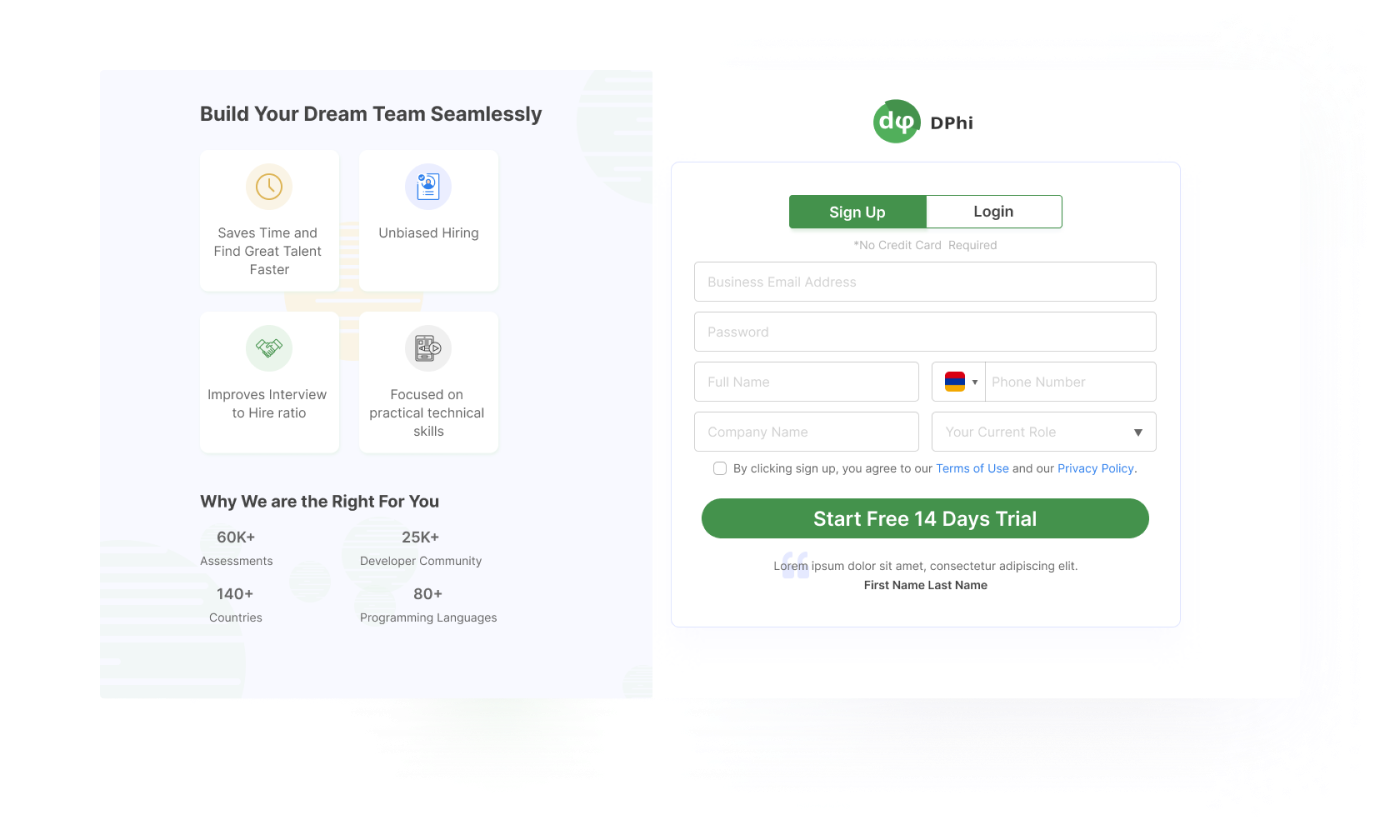 Build Your Dream Team Seamlessly
Saves Time and
Find Great Talent
Faster
Unbiased Hiring
Improves Interview
to Hire ratio
Focused on
practical technical
skills
Why We are the Right For You
60K+
Assessments
25K+
Developer Community
140+
Countries
80+
Programming Languages
dφ DPhi
Sign Up
Login
*No Credit Card Required
Business Email Address
Password
Full Name
Phone Number
Company Name
Your Current Role
By clicking sign up, you agree to our Terms of Use and our Privacy Policy.
Start Free 14 Days Trial
Lorem ipsum dolor sit amet, consectetur adipiscing elit.
First Name Last Name